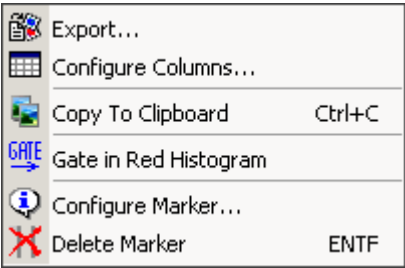 Export...
Configure Columns...
Copy To Clipboard Ctrl+C
GATE Gate in Red Histogram
Configure Marker...
Delete Marker ENTF